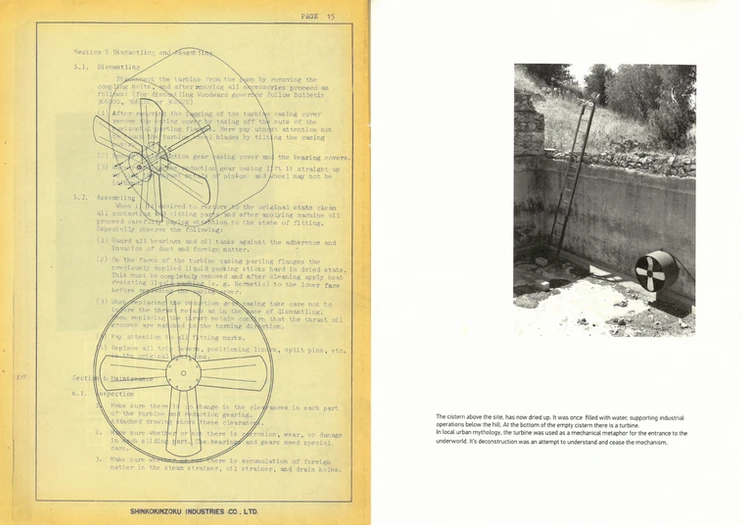 PAGE 15
Section 5 Dismantling and Assembling
5.1. Dismantling
Disconnect the turbine from the pump by removing the
coupling bolts, and after removing all accessories proceed as
follows: (For dismantling Woodward governor follow Bulletin
(1) After removing the lagging of the turbine casing cover
remove the casing cover by taking off the nuts of the
horizontal parting flange. Here pay utmost attention not
the turbine blades by tilting the casing
(2) reduction gear casing cover and the bearing covers.
(3) the reduction gear casing lift it straight up
of pinion and wheel may not be
5.2. Assembling
When it is desired to restore to the original state clean
all contacting and fitting parts and after applying machine oil
proceed carefully paying attention to the state of fitting.
Especially observe the following:
(1) Guard all bearings and oil tanks against the adherence and
invasion of dust and foreign matter.
(2) On the faces of the turbine casing parting flanges the
previously applied liquid packing sticks hard in dried state.
This must be completely removed and after cleaning apply heat
resisting liquid packing (e. g. Hermetic) to the lower face
before replacing the casing cover.
(3) When replacing the reduction gear casing take care not to
injure the thrust metals as in the case of dismantling.
When replacing the thrust metals confirm that the thrust oil
grooves are matched to the turning direction.
Pay attention to all fitting marks.
Replace all thin covers, positioning liners, split pins, etc.
in the original positions.
Section 6 Maintenance
6.1. Inspection
1. Make sure there is no change in the clearances in each part
of the turbine and reduction gearing.
Attached drawing shows these clearances.
2. Make sure whether or not there is corrosion, wear, or damage
in each sliding part. The bearings and gears need special
care.
3. Make sure whether or not there is accumulation of foreign
matter in the steam strainer, oil strainer, and drain holes.
SHINKOKINZOKU INDUSTRIES CO., LTD.
The cistern above the site, has now dried up. It was once filled with water, supporting industrial
operations below the hill. At the bottom of the empty cistern there is a turbine.
In local urban mythology, the turbine was used as a mechanical metaphor for the entrance to the
underworld. It's deconstruction was an attempt to understand and cease the mechanism.